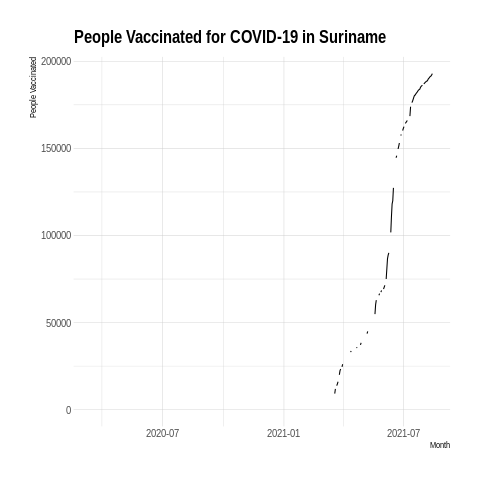 People Vaccinated for COVID-19 in Suriname
People Vaccinated
200000
150000
100000
50000
0
2020-07
2021-01
2021-07
Month